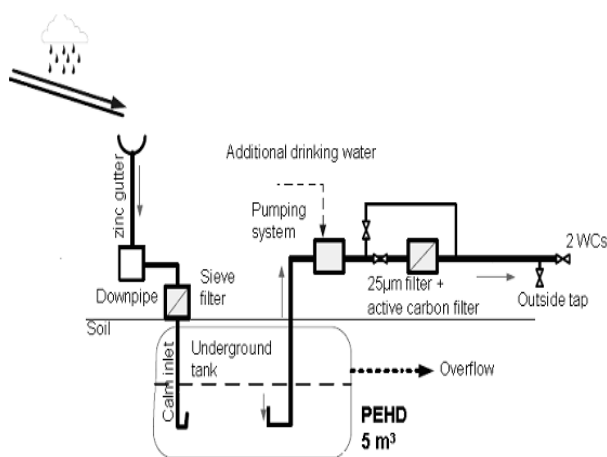 zinc gutter
Additional drinking water
Pumping
system
2 WCs
Downpipe
Sieve
filter
25µm filter +
active carbon filter
Outside tap
Soil
Calm inlet
Underground
tank
Overflow
PEHD
5 m³